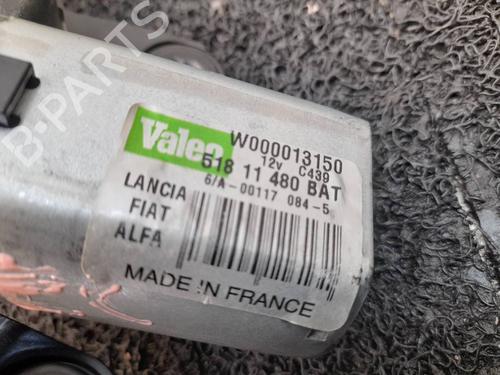 B-PARTS
Valeo
W000013150
12v C439
518 11 480 BAT
6/A-00117 084-5
LANCIA
FIAT
ALFA
MADE IN FRANCE